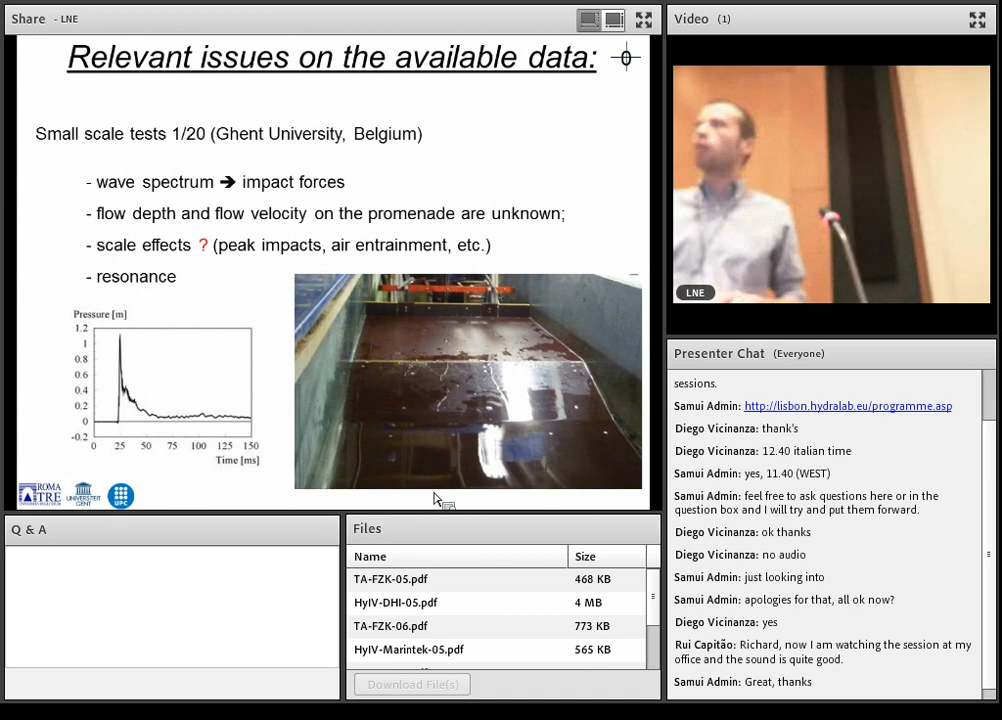 Share - LNE
Relevant issues on the available data:
Small scale tests 1/20 (Ghent University, Belgium)
- wave spectrum ➔ impact forces
- flow depth and flow velocity on the promenade are unknown;
- scale effects ? (peak impacts, air entrainment, etc.)
- resonance
Pressure [m]
1.2
1
0.8
0.6
0.4
0.2
0
-0.2
0 25 50 75 100 125 150
Time [ms]
ROMA
TRE
UNIVERSITEIT
GENT
UPC
Video (1)
LNE
Presenter Chat (Everyone)
sessions.
Samui Admin: http://lisbon.hydralab.eu/programme.asp
Diego Vicinanza: thank's
Diego Vicinanza: 12.40 italian time
Samui Admin: yes, 11.40 (WEST)
Samui Admin: feel free to ask questions here or in the
question box and I will try and put them forward.
Diego Vicinanza: ok thanks
Diego Vicinanza: no audio
Samui Admin: just looking into
Samui Admin: apologies for that, all ok now?
Diego Vicinanza: yes
Rui Capitão: Richard, now I am watching the session at my
office and the sound is quite good.
Samui Admin: Great, thanks
Q & A
Files
Name Size
TA-FZK-05.pdf 468 KB
HyIV-DHI-05.pdf 4 MB
TA-FZK-06.pdf 773 KB
HyIV-Marintek-05.pdf 565 KB
Download File(s)